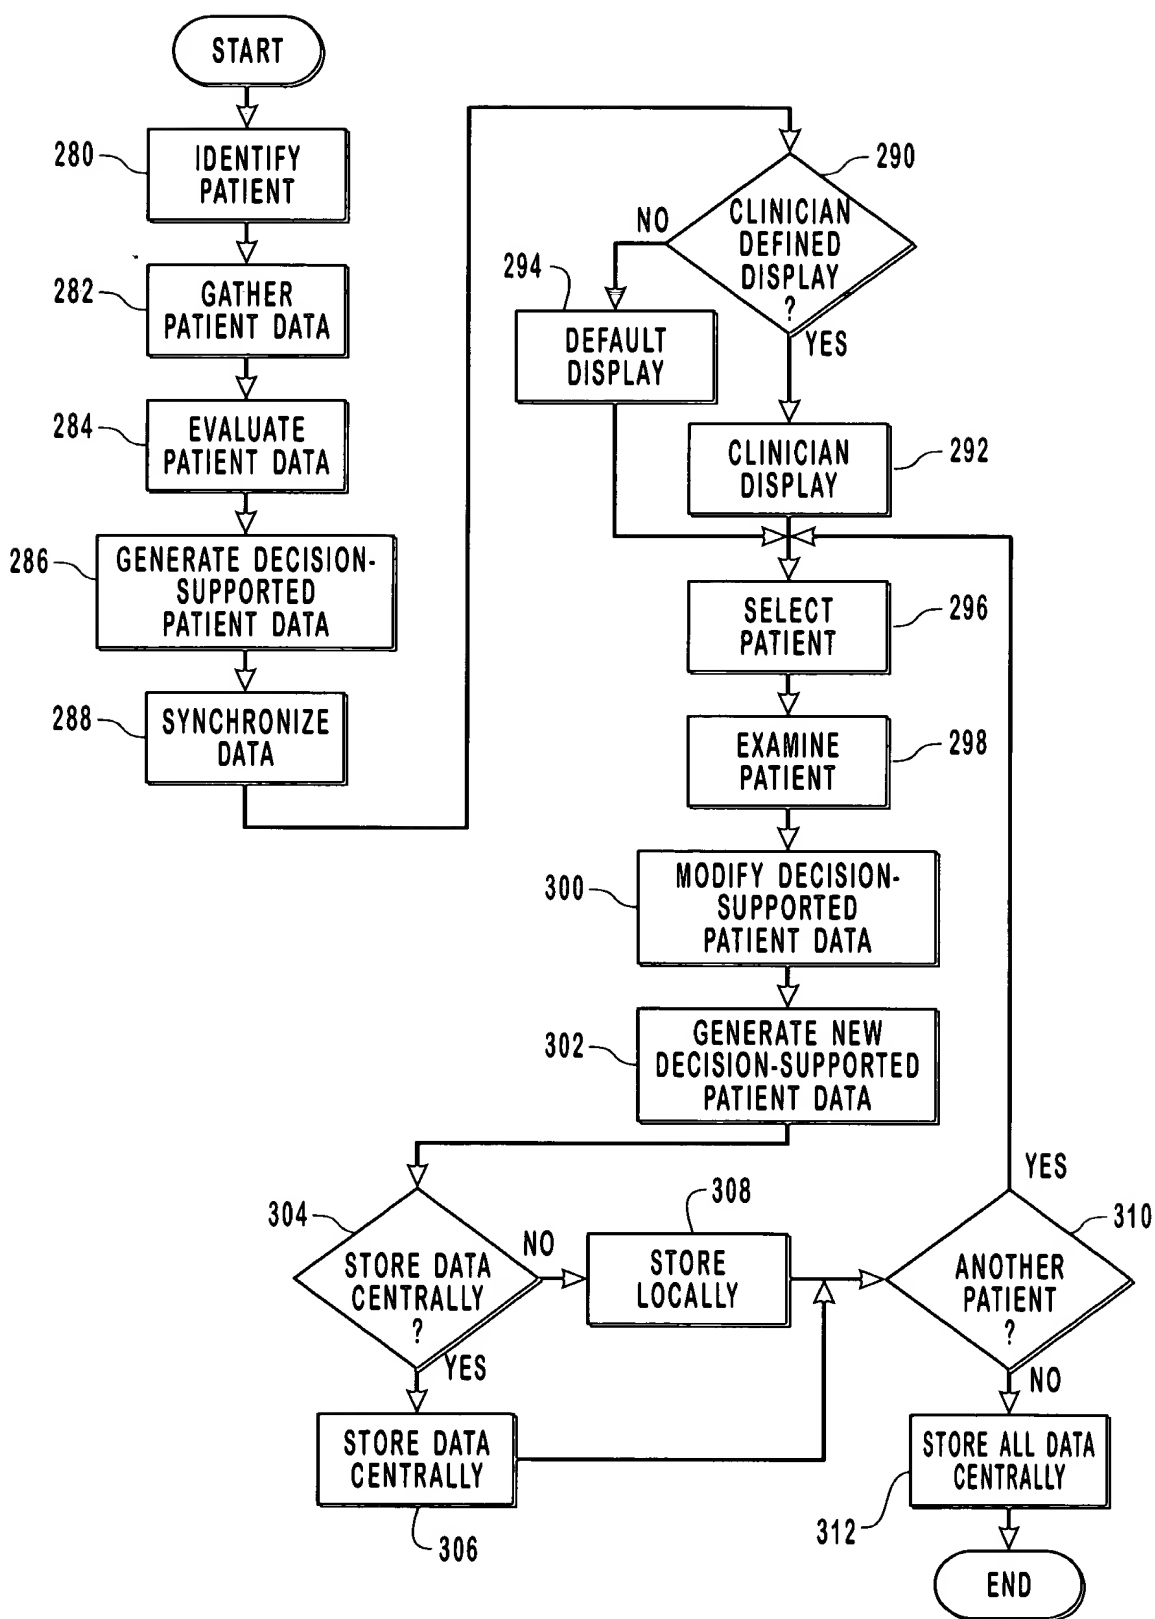 START
280
IDENTIFY
PATIENT
282
GATHER
PATIENT DATA
284
EVALUATE
PATIENT DATA
286
GENERATE DECISION-
SUPPORTED
PATIENT DATA
288
SYNCHRONIZE
DATA
290
CLINICIAN
DEFINED
DISPLAY
?
NO
YES
294
DEFAULT
DISPLAY
CLINICIAN
DISPLAY
292
SELECT
PATIENT
296
EXAMINE
PATIENT
298
300
MODIFY DECISION-
SUPPORTED
PATIENT DATA
302
GENERATE NEW
DECISION-SUPPORTED
PATIENT DATA
304
STORE DATA
CENTRALLY
?
NO
YES
308
STORE
LOCALLY
STORE DATA
CENTRALLY
306
YES
310
ANOTHER
PATIENT
?
NO
STORE ALL DATA
CENTRALLY
312
END